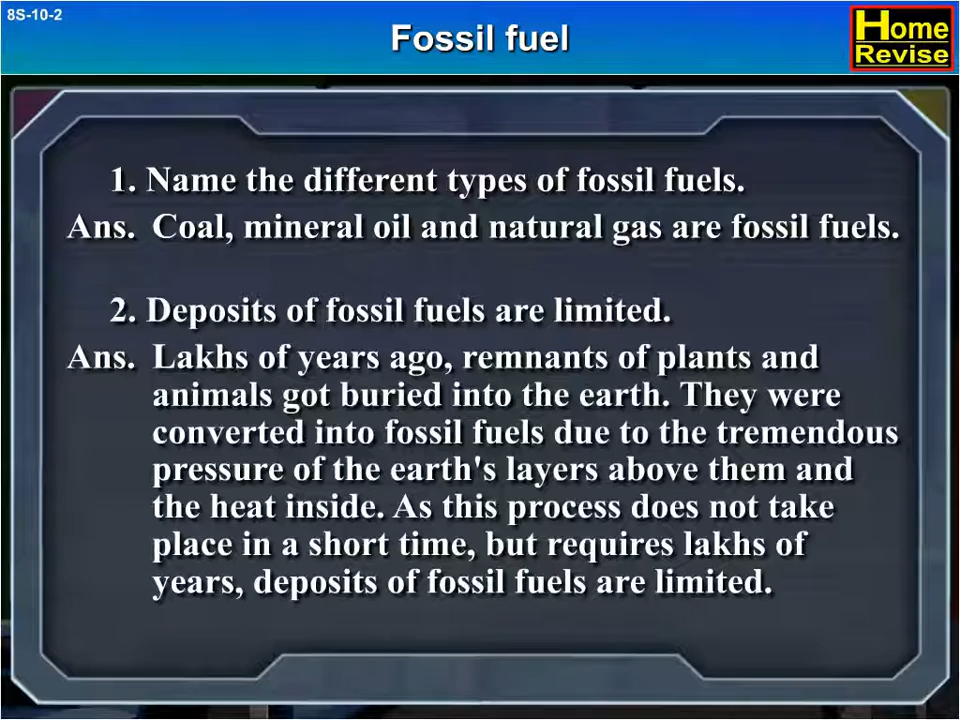 8S-10-2
Fossil fuel
Home
Revise
1. Name the different types of fossil fuels.
Ans. Coal, mineral oil and natural gas are fossil fuels.
2. Deposits of fossil fuels are limited.
Ans. Lakhs of years ago, remnants of plants and
animals got buried into the earth. They were
converted into fossil fuels due to the tremendous
pressure of the earth's layers above them and
the heat inside. As this process does not take
place in a short time, but requires lakhs of
years, deposits of fossil fuels are limited.